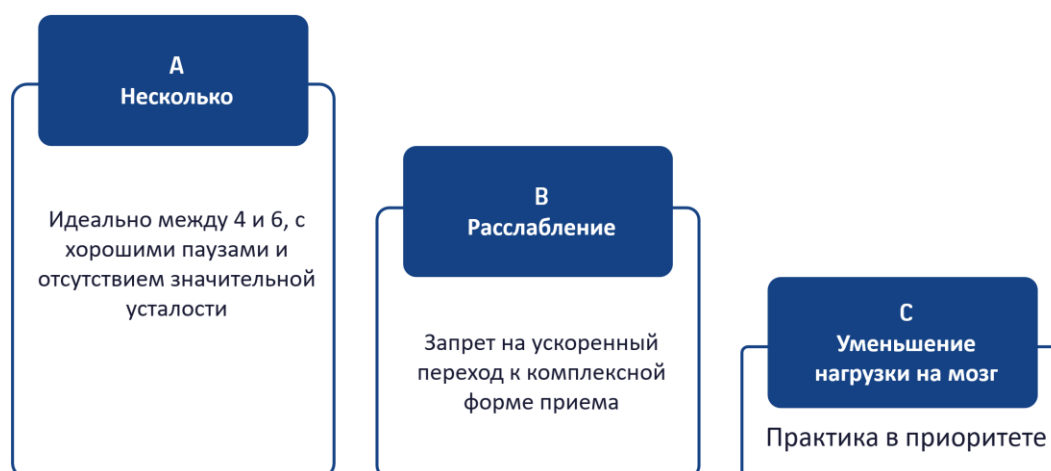 A
Несколько
Идеально между 4 и 6, с
хорошими паузами и
отсутствием значительной
усталости
B
Расслабление
Запрет на ускоренный
переход к комплексной
форме приема
C
Уменьшение
нагрузки на мозг
Практика в приоритете